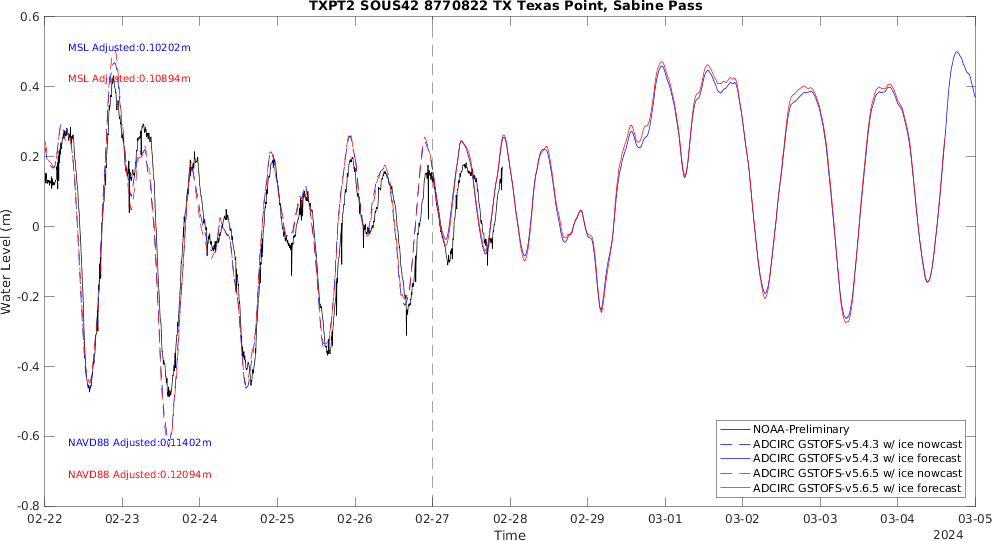 TXPT2 SOUS42 8770822 TX Texas Point, Sabine Pass
0.6
0.4
0.2
0
-0.2
-0.4
-0.6
-0.8
Water Level (m)
MSL Adjusted:0.10202m
MSL Adjusted:0.10894m
NAVD88 Adjusted:0.11402m
NAVD88 Adjusted:0.12094m
NOAA-Preliminary
ADCIRC GSTOFS-v5.4.3 w/ ice nowcast
ADCIRC GSTOFS-v5.4.3 w/ ice forecast
ADCIRC GSTOFS-v5.6.5 w/ ice nowcast
ADCIRC GSTOFS-v5.6.5 w/ ice forecast
02-22 02-23 02-24 02-25 02-26 02-27 02-28 02-29 03-01 03-02 03-03 03-04 03-05
Time
2024